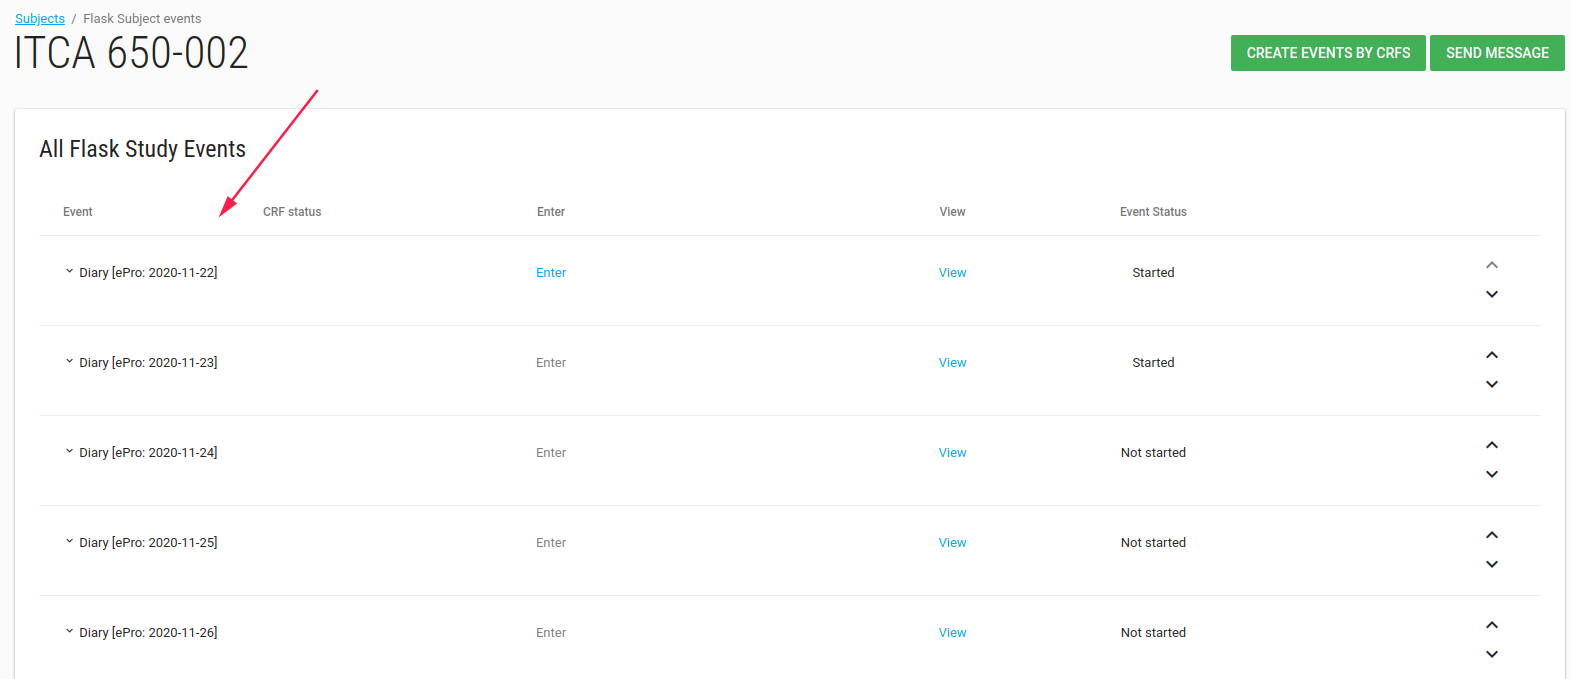 Subjects / Flask Subject events
ITCA 650-002
CREATE EVENTS BY CRFS SEND MESSAGE
All Flask Study Events
Event CRF status Enter View Event Status
Diary [ePro: 2020-11-22] Enter View Started
Diary [ePro: 2020-11-23] Enter View Started
Diary [ePro: 2020-11-24] Enter View Not started
Diary [ePro: 2020-11-25] Enter View Not started
Diary [ePro: 2020-11-26] Enter View Not started